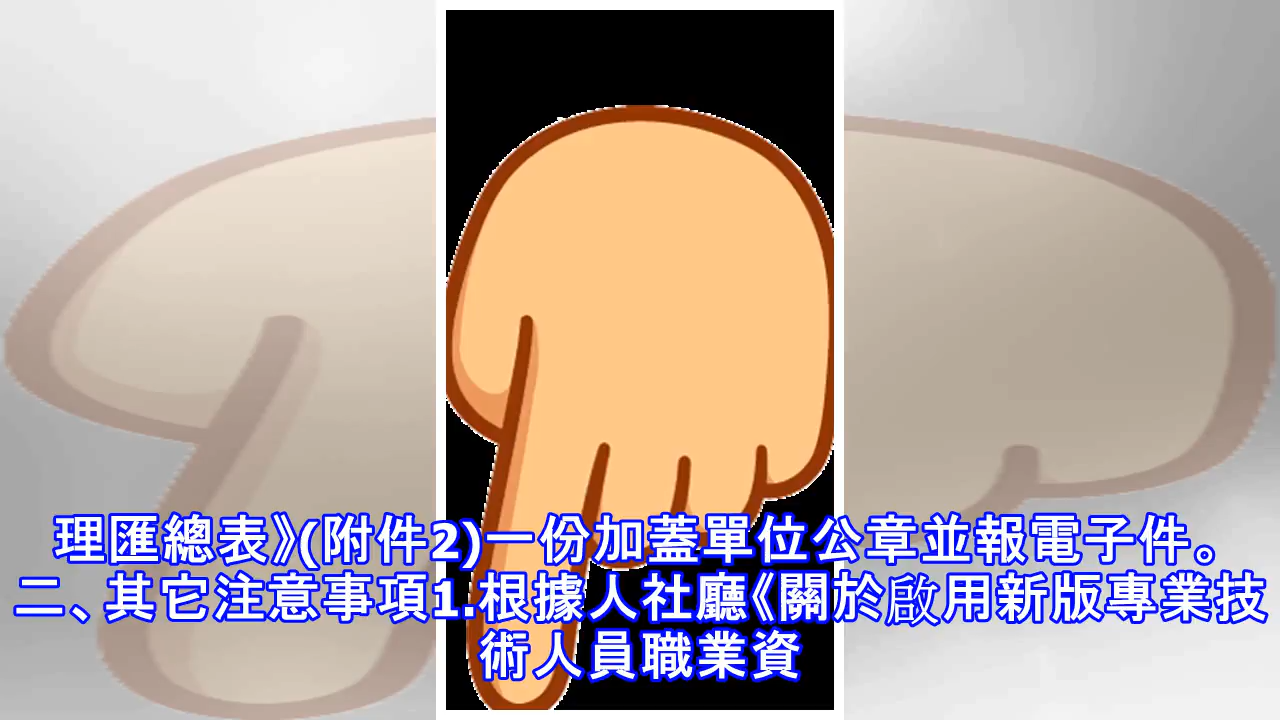 理匯總表》(附件2)一份加蓋單位公章並報電子件。
二、其它注意事項1.根據人社廳《關於啟用新版專業技
術人員職業資